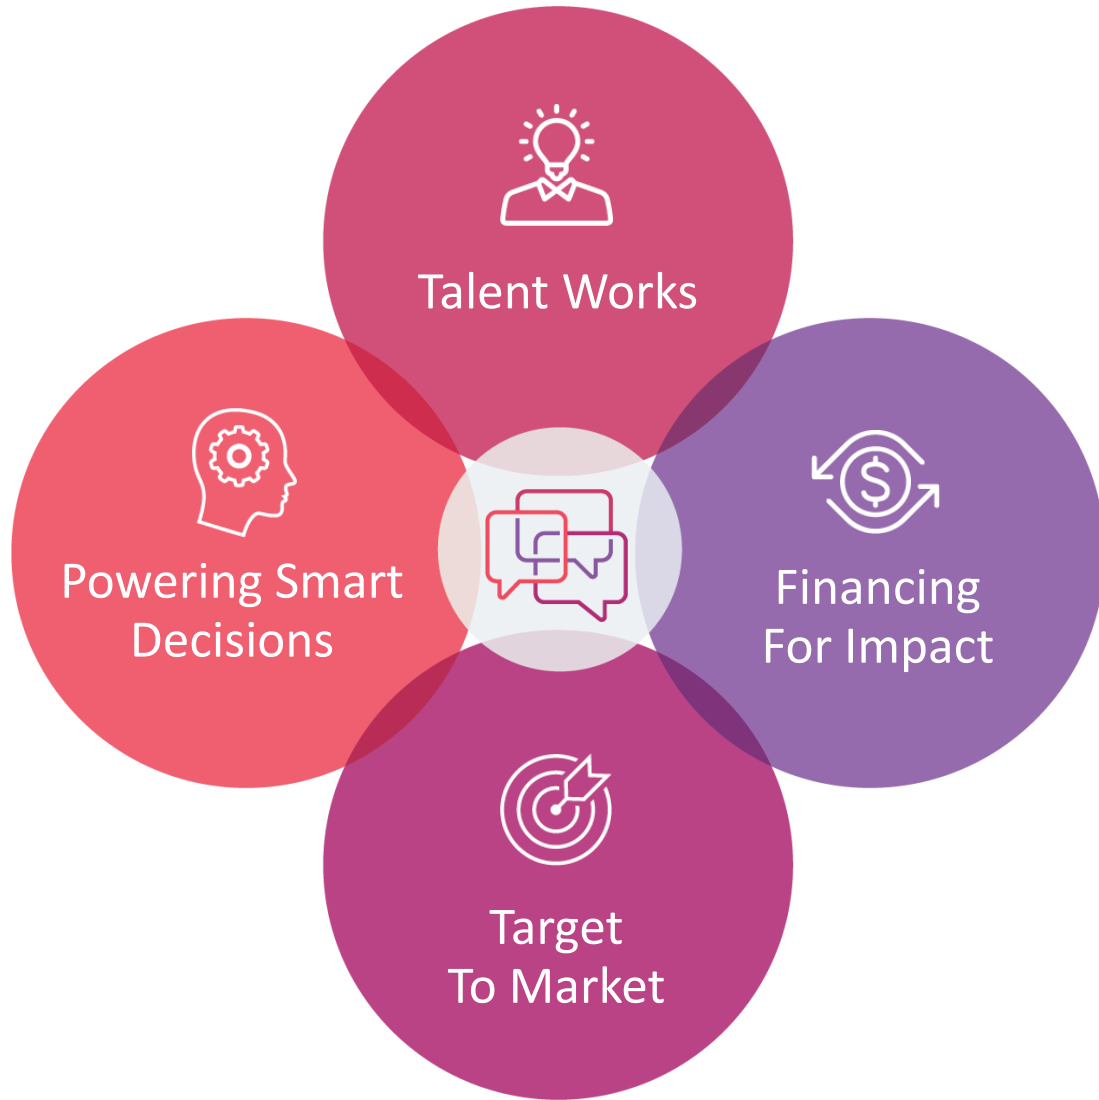 Talent Works
Powering Smart
Decisions
Financing
For Impact
Target
To Market